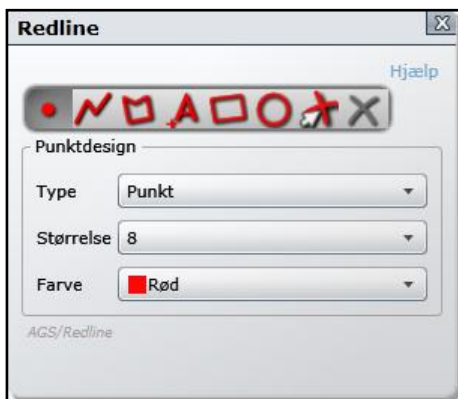 Redline
Hjælp
Punktdesign
Type Punkt
Størrelse 8
Farve Rød
AGS/Redline